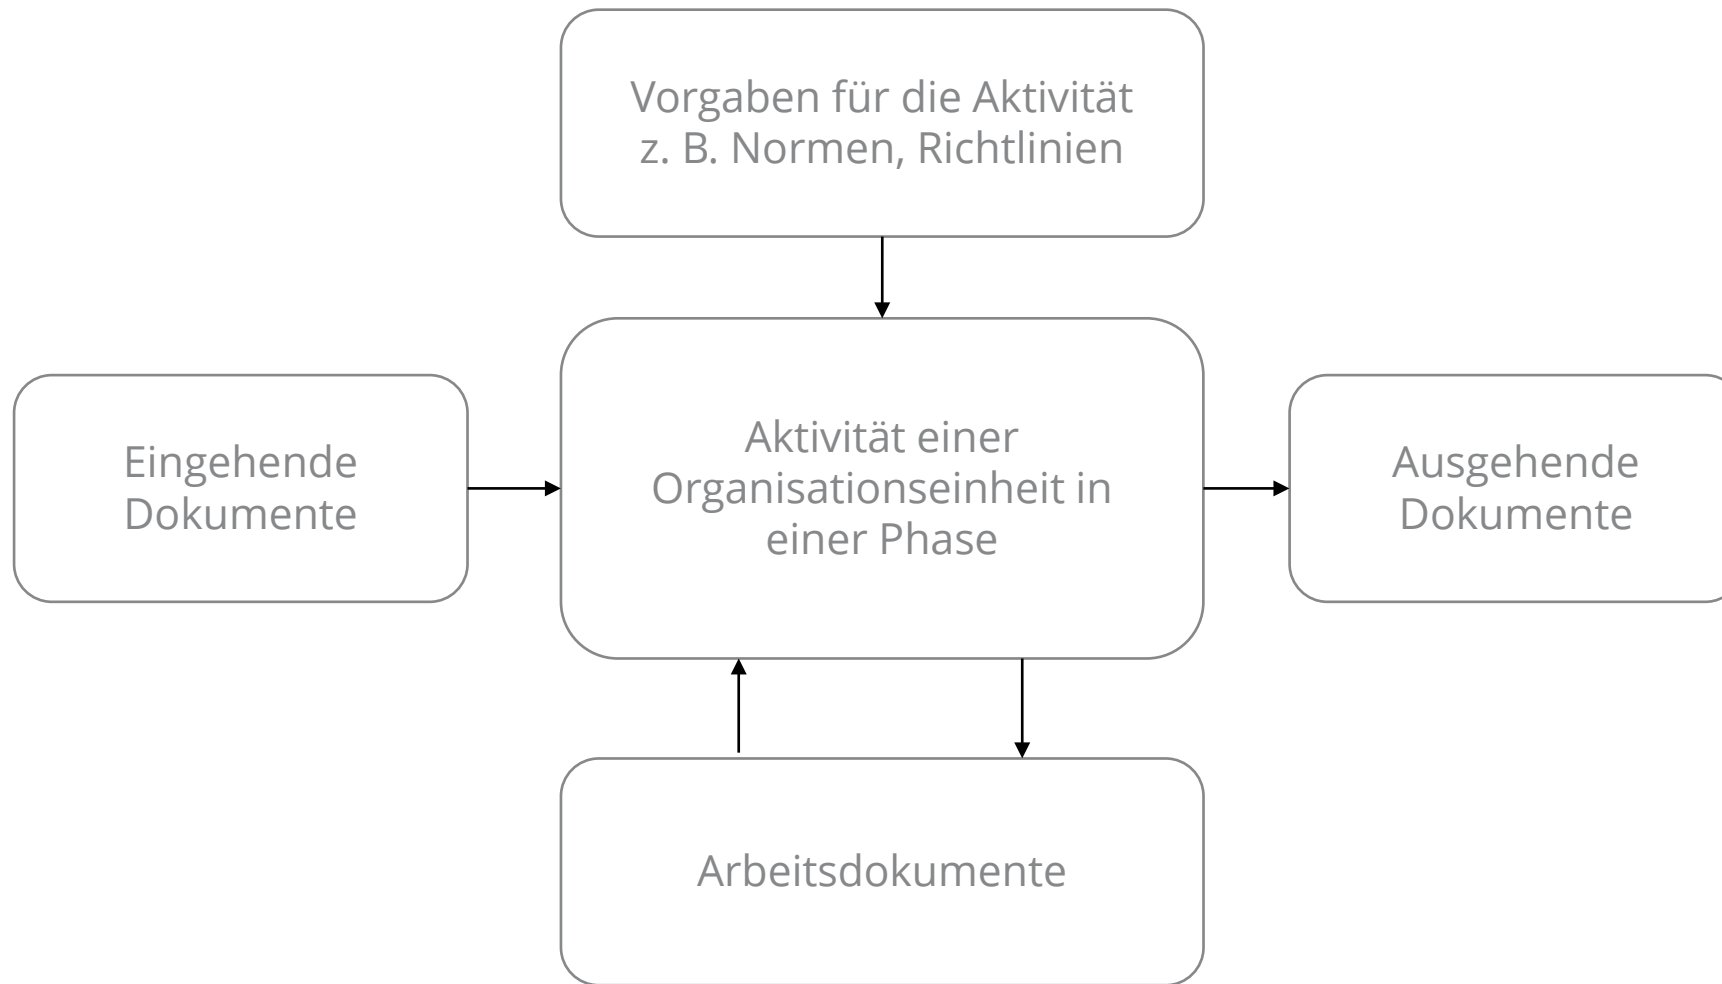 Vorgaben für die Aktivität
z. B. Normen, Richtlinien
Eingehende
Dokumente
Aktivität einer
Organisationseinheit in
einer Phase
Ausgehende
Dokumente
Arbeitsdokumente